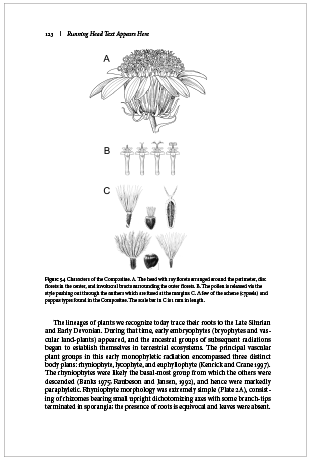 123 | Running Head Text Appears Here
A
B
C
Figure 5.4. Characters of the Compositae. A. The head with ray florets arranged around the perimeter, disc
florets in the center, and involucral bracts surrounding the outer florets. B. The pollen is released via the
style pushing out through the anthers which are fused at the margins. C. A few of the achene (cypsela) and
pappus types found in the Compositae. The scale bar in C is 1 mm in length.
The lineages of plants we recognize today trace their roots to the Late Silurian
and Early Devonian. During that time, early embryophytes (bryophytes and vas-
cular land-plants) appeared, and the ancestral groups of subsequent radiations
began to establish themselves in terrestrial ecosystems. The principal vascular
plant groups in this early monophyletic radiation encompassed three distinct
body plans: rhyniophyte, lycophyte, and euphyllophyte (Kenrick and Crane 1997).
The rhyniophytes were likely the basal-most group from which the others were
descended (Banks 1975, Raubeson and Jansen, 1992), and hence were markedly
paraphyletic. Rhyniophyte morphology was extremely simple (Plate 2A), consist-
ing of rhizomes bearing small upright dichotomizing axes with some branch-tips
terminated in sporangia: the presence of roots is equivocal and leaves were absent.